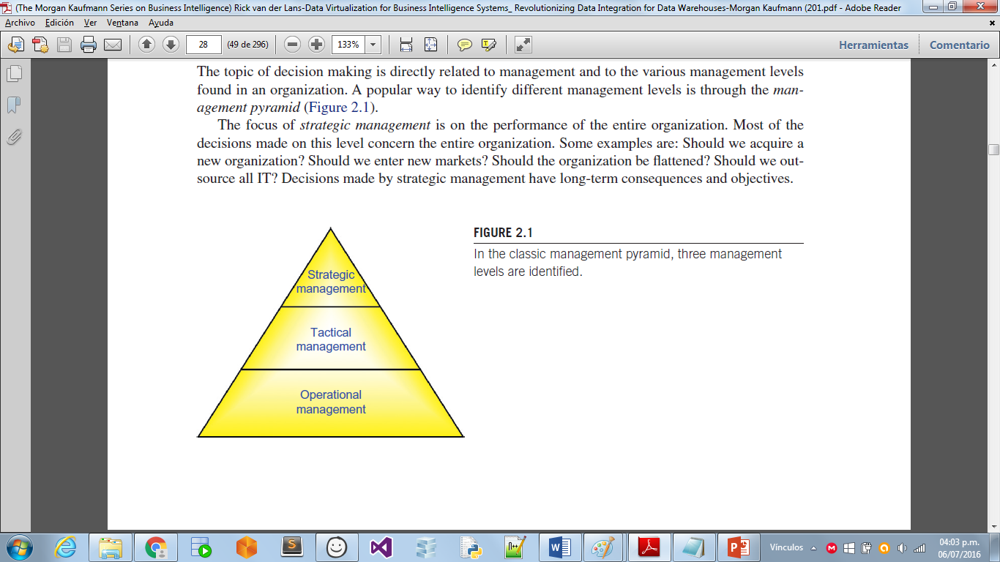 (The Morgan Kaufmann Series on Business Intelligence) Rick van der Lans-Data Virtualization for Business Intelligence Systems_ Revolutionizing Data Integration for Data Warehouses-Morgan Kaufmann (201.pdf - Adobe Reader
Archivo Edición Ver Ventana Ayuda
28 (49 de 296) 133% Herramientas Comentario
The topic of decision making is directly related to management and to the various management levels
found in an organization. A popular way to identify different management levels is through the man-
agement pyramid (Figure 2.1).
The focus of strategic management is on the performance of the entire organization. Most of the
decisions made on this level concern the entire organization. Some examples are: Should we acquire a
new organization? Should we enter new markets? Should the organization be flattened? Should we out-
source all IT? Decisions made by strategic management have long-term consequences and objectives.
FIGURE 2.1
In the classic management pyramid, three management
levels are identified.
Strategic
management
Tactical
management
Operational
management
Vínculos
04:03 p.m.
06/07/2016